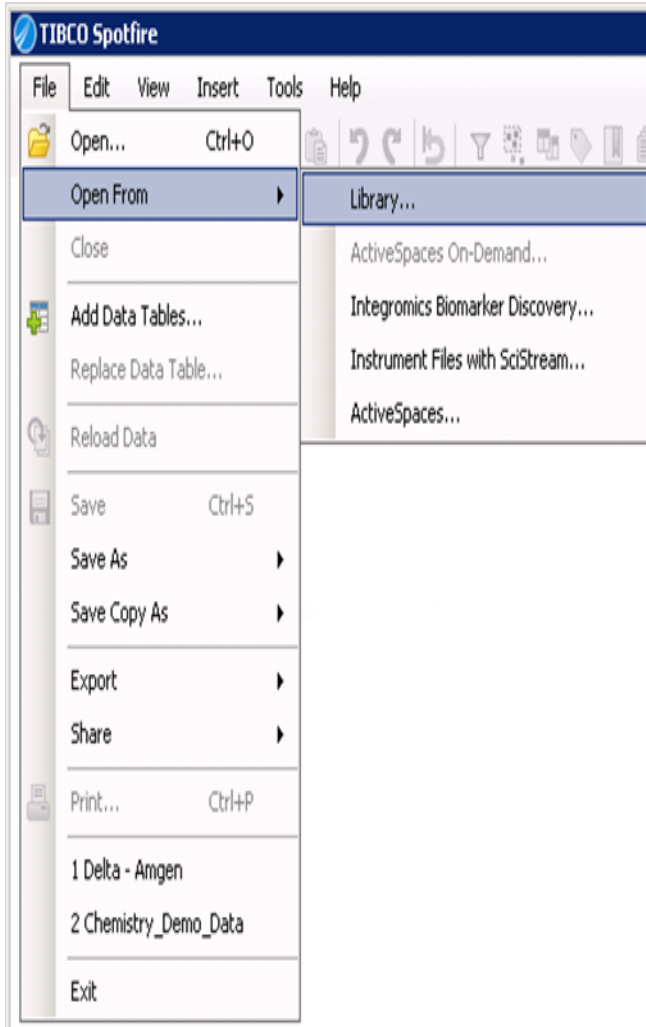 TIBCO Spotfire
File Edit View Insert Tools Help
Open... Ctrl+O
Open From
Close
Add Data Tables...
Replace Data Table...
Reload Data
Save Ctrl+S
Save As
Save Copy As
Export
Share
Print... Ctrl+P
1 Delta - Amgen
2 Chemistry_Demo_Data
Exit
Library...
ActiveSpaces On-Demand...
Integromics Biomarker Discovery...
Instrument Files with SciStream...
ActiveSpaces...